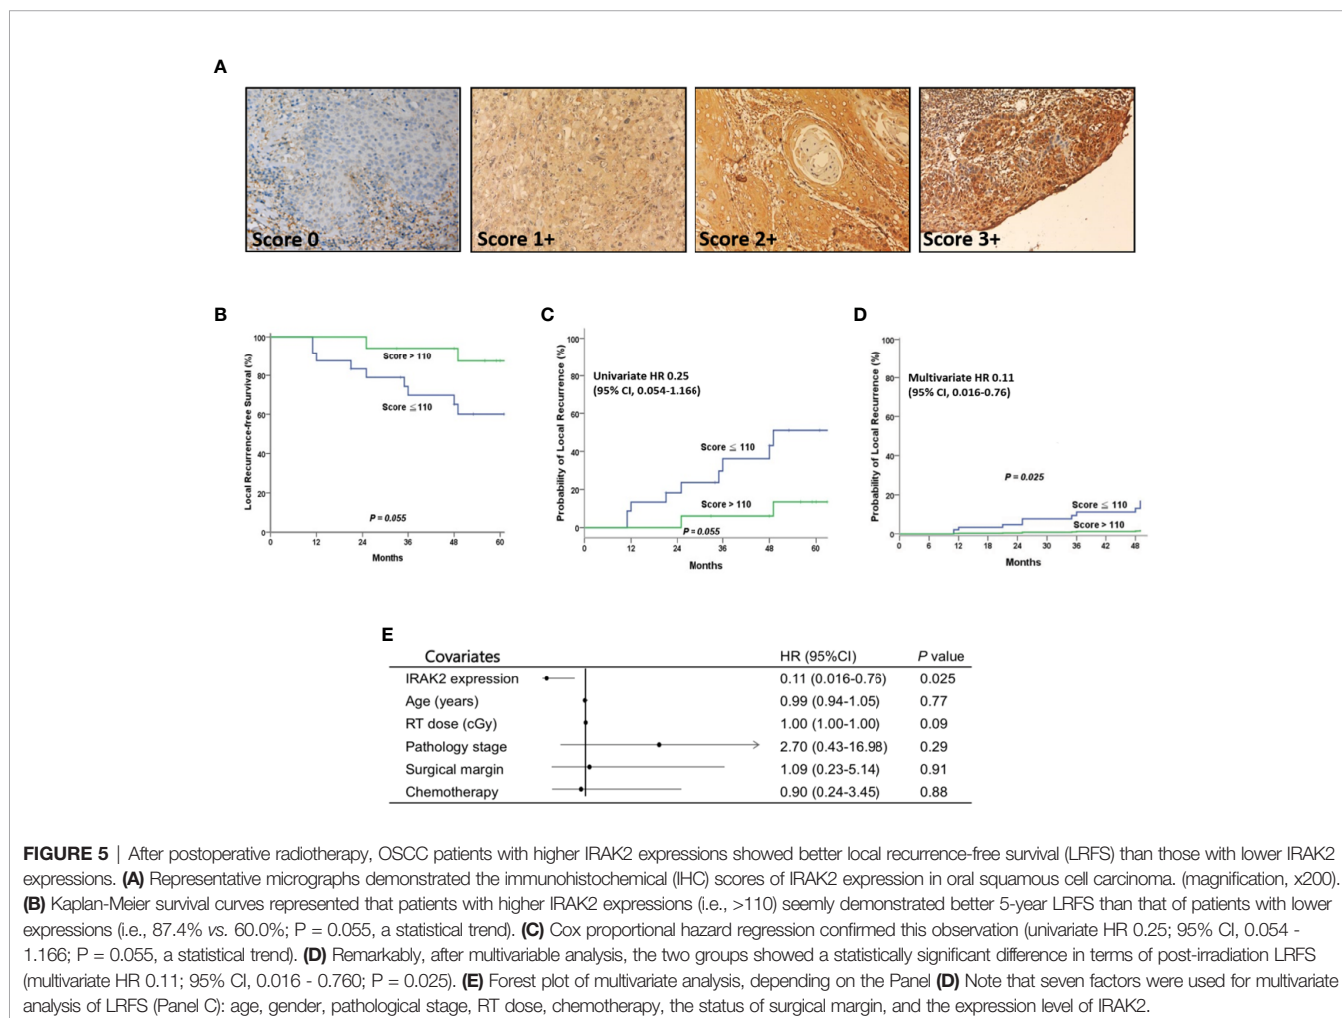 A
Score 0
Score 1+
Score 2+
Score 3+
B
Local Recurrence-free Survival (%)
100
80
60
40
20
0
Score > 110
Score ≦110
P = 0.055
0 12 24 36 48 60
Months
C
Probability of Local Recurrence (%)
100
80
60
40
20
0
Univariate HR 0.25
(95% CI, 0.054-1.166)
Score ≦ 110
Score > 110
P = 0.055
0 12 24 36 48 60
Months
D
Probability of Local Recurrence (%)
100
80
60
40
20
0
Multivariate HR 0.11
(95% CI, 0.016-0.76)
P = 0.025
Score ≦ 110
Score > 110
0 6 12 18 24 30 36 42 48
Months
E
Covariates HR (95%CI) P value
IRAK2 expression 0.11 (0.016-0.76) 0.025
Age (years) 0.99 (0.94-1.05) 0.77
RT dose (cGy) 1.00 (1.00-1.00) 0.09
Pathology stage 2.70 (0.43-16.98) 0.29
Surgical margin 1.09 (0.23-5.14) 0.91
Chemotherapy 0.90 (0.24-3.45) 0.88
FIGURE 5 | After postoperative radiotherapy, OSCC patients with higher IRAK2 expressions showed better local recurrence-free survival (LRFS) than those with lower IRAK2
expressions. (A) Representative micrographs demonstrated the immunohistochemical (IHC) scores of IRAK2 expression in oral squamous cell carcinoma. (magnification, x200).
(B) Kaplan-Meier survival curves represented that patients with higher IRAK2 expressions (i.e., >110) seemly demonstrated better 5-year LRFS than that of patients with lower
expressions (i.e., 87.4% vs. 60.0%; P = 0.055, a statistical trend). (C) Cox proportional hazard regression confirmed this observation (univariate HR 0.25; 95% CI, 0.054 -
1.166; P = 0.055, a statistical trend). (D) Remarkably, after multivariable analysis, the two groups showed a statistically significant difference in terms of post-irradiation LRFS
(multivariate HR 0.11; 95% CI, 0.016 - 0.760; P = 0.025). (E) Forest plot of multivariate analysis, depending on the Panel (D) Note that seven factors were used for multivariate
analysis of LRFS (Panel C): age, gender, pathological stage, RT dose, chemotherapy, the status of surgical margin, and the expression level of IRAK2.